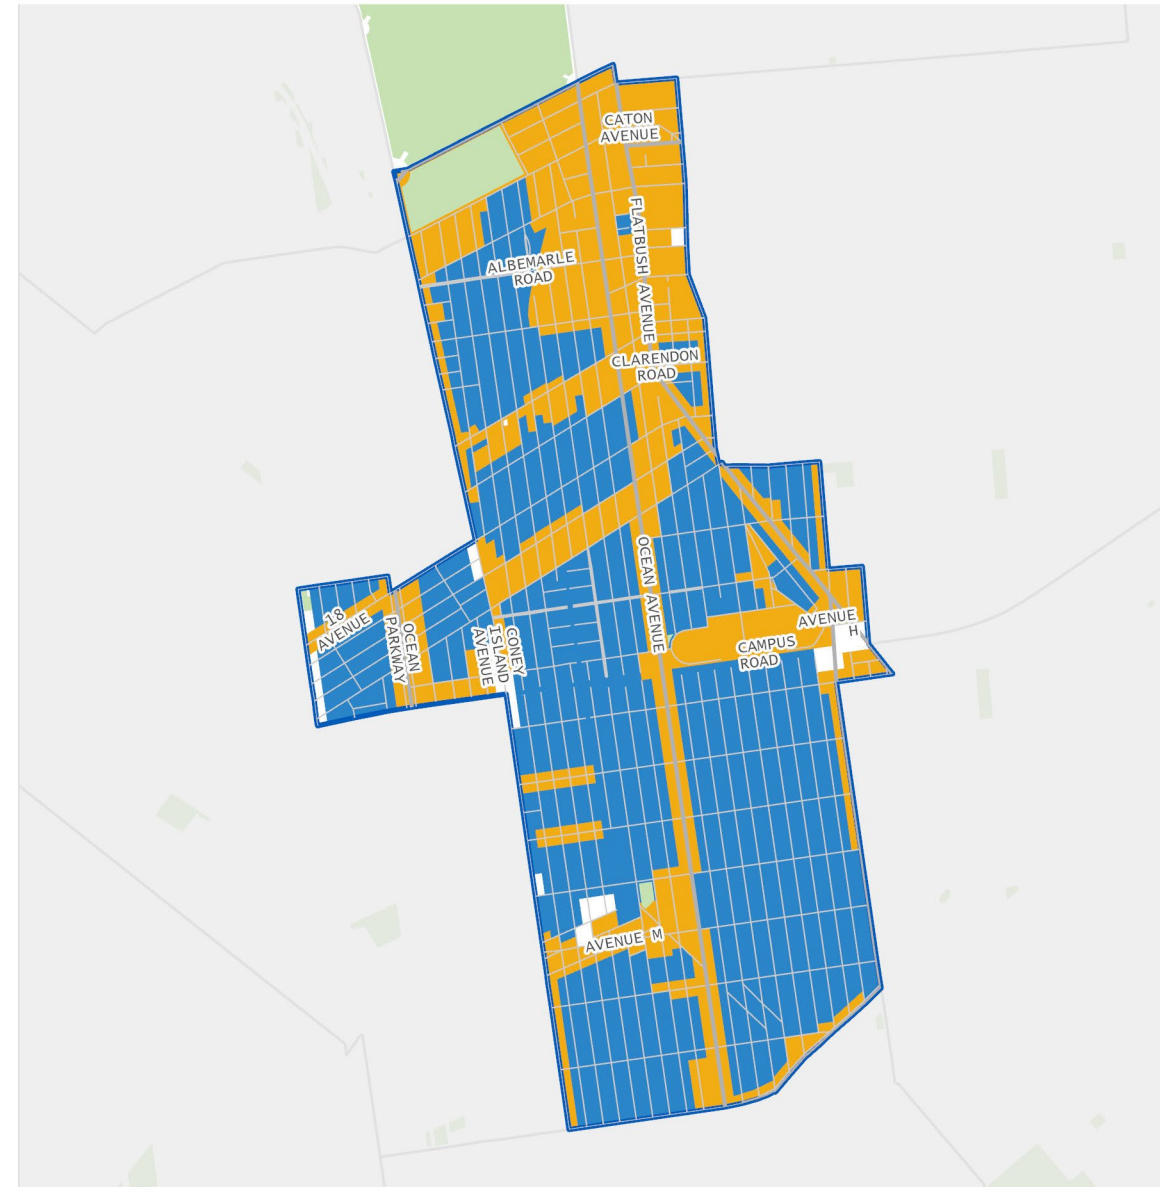 CATON
AVENUE
FLATBUSH AVENUE
ALBEMARLE
ROAD
CLARENDON
ROAD
OCEAN AVENUE
18
AVENUE
OCEAN
PARKWAY
CONEY
ISLAND
AVENUE
AVENUE
H
CAMPUS
ROAD
AVENUE M